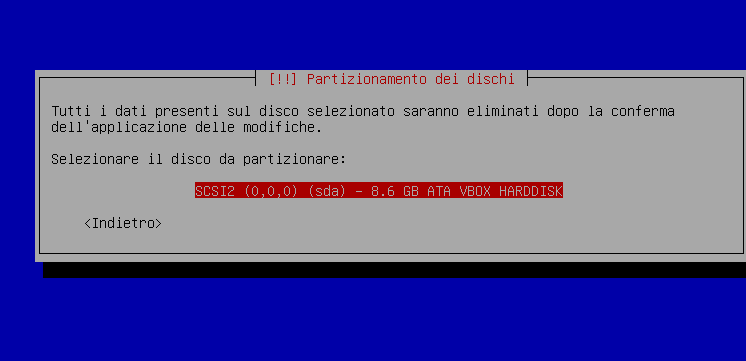 [!!] Partizionamento dei dischi
Tutti i dati presenti sul disco selezionato saranno eliminati dopo la conferma
dell'applicazione delle modifiche.
Selezionare il disco da partizionare:
SCSI2 (0,0,0) (sda) - 8.6 GB ATA VBOX HARDDISK
<Indietro>